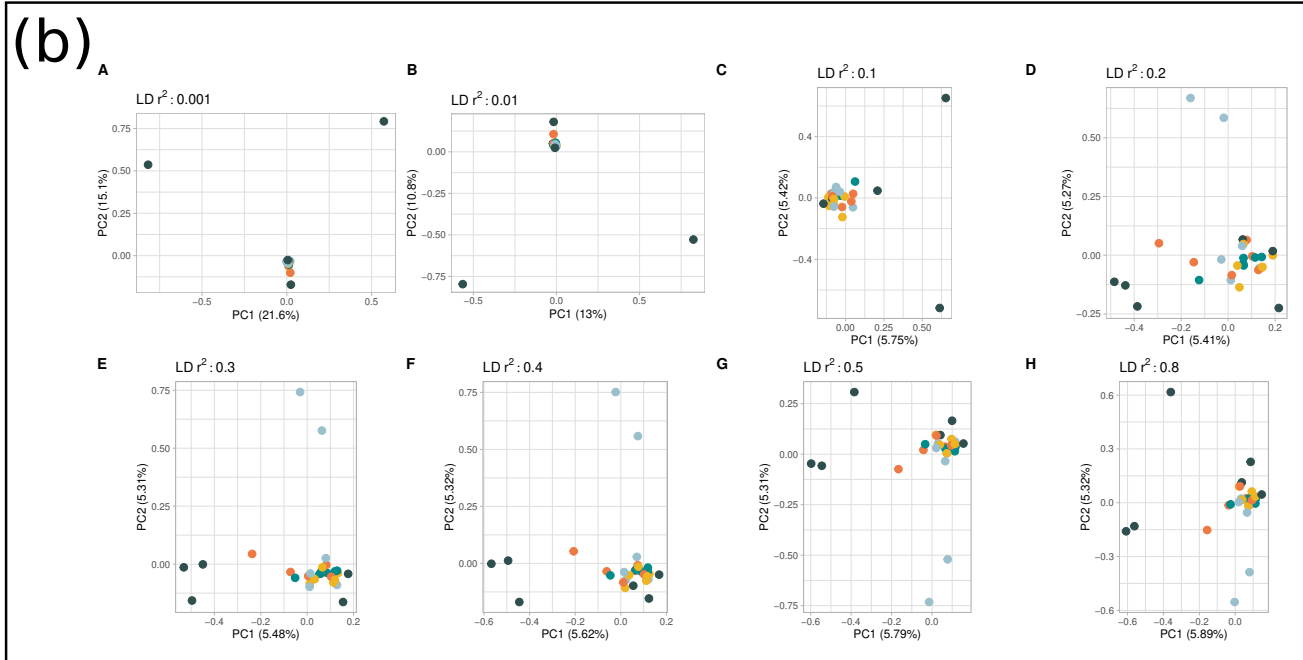 (b)
A
LD r²: 0.001
0.75
0.50
0.25
0.00
PC2 (15.1%)
−0.5
0.0
0.5
PC1 (21.6%)
B
LD r²: 0.01
0.00
−0.25
−0.50
−0.75
PC2 (10.8%)
−0.5
0.0
0.5
PC1 (13%)
C
LD r²: 0.1
0.4
0.0
−0.4
PC2 (5.42%)
0.00
0.25
0.50
PC1 (5.75%)
D
LD r²: 0.2
0.50
0.25
0.00
−0.25
PC2 (5.27%)
−0.4
−0.2
0.0
0.2
PC1 (5.41%)
E
LD r²: 0.3
0.75
0.50
0.25
0.00
PC2 (5.31%)
−0.4
−0.2
0.0
0.2
PC1 (5.48%)
F
LD r²: 0.4
0.75
0.50
0.25
0.00
PC2 (5.32%)
−0.6
−0.4
−0.2
0.0
0.2
PC1 (5.62%)
G
LD r²: 0.5
0.25
0.00
−0.25
−0.50
−0.75
PC2 (5.31%)
−0.6
−0.4
−0.2
0.0
PC1 (5.79%)
H
LD r²: 0.8
0.6
0.3
0.0
−0.3
−0.6
PC2 (5.32%)
−0.6
−0.4
−0.2
0.0
PC1 (5.89%)